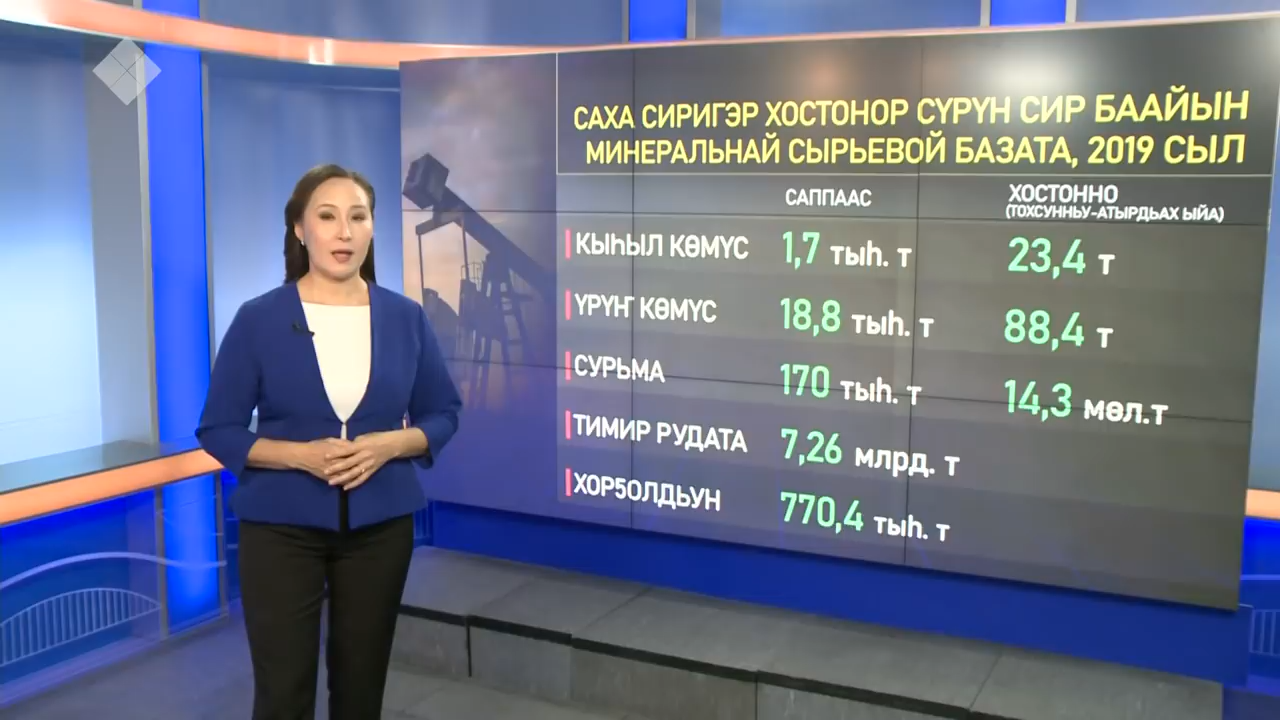 САХА СИРИГЭР ХОСТОНОР СҮРҮН СИР БААЙЫН
МИНЕРАЛЬНАЙ СЫРЬЕВОЙ БАЗАТА, 2019 СЫЛ
САППААС ХОСТОННО
(ТОХСУННЬУ-АТЫРДЬАХ ЫЙА)
КЫҺЫЛ КӨМҮС 1,7 тыһ. т 23,4 т
ҮРҮҤ КӨМҮС 18,8 тыһ. т 88,4 т
СУРЬМА 170 тыһ. т 14,3 мөл.т
ТИМИР РУДАТА 7,26 млрд. т
ХОР5ОЛДЬУН 770,4 тыһ. т